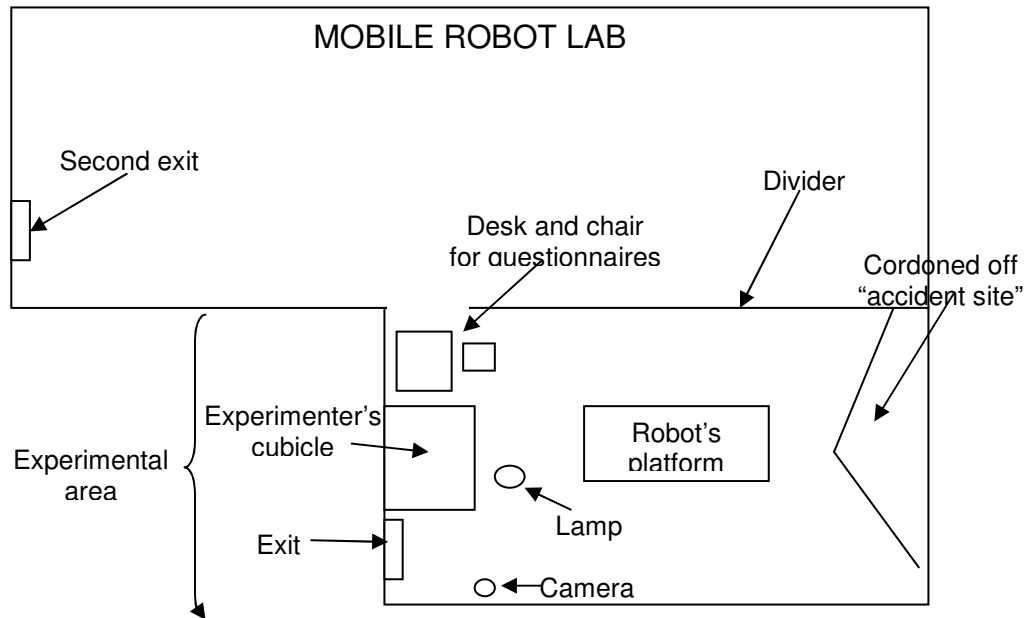 MOBILE ROBOT LAB
Second exit
Divider
Desk and chair
for questionnaires
Cordoned off
“accident site”
Experimenter’s
cubicle
Robot’s
platform
Experimental
area
Lamp
Exit
Camera